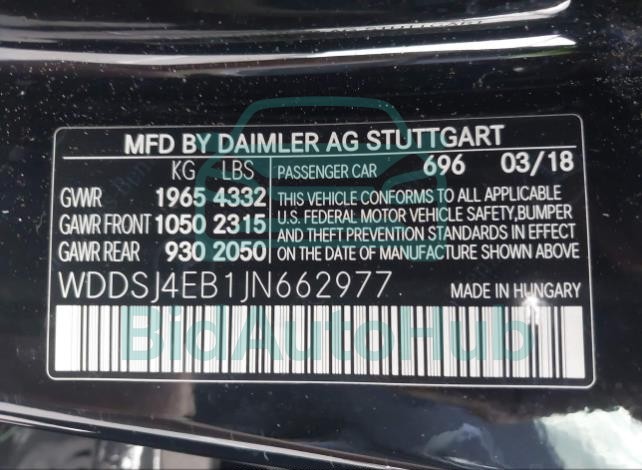 MFD BY DAIMLER AG STUTTGART
KG LBS PASSENGER CAR 696 03/18
GWWR 1965 4332 THIS VEHICLE CONFORMS TO ALL APPLICABLE
GAWR FRONT 1050 2315 U.S. FEDERAL MOTOR VEHICLE SAFETY,BUMPER
AND THEFT PREVENTION STANDARDS IN EFFECT
GAWR REAR 930 2050 ON THE DATE OF MANUFACTURE SHOWN ABOVE
WDDSJ4EB1JN662977 MADE IN HUNGARY
BidAutoHub